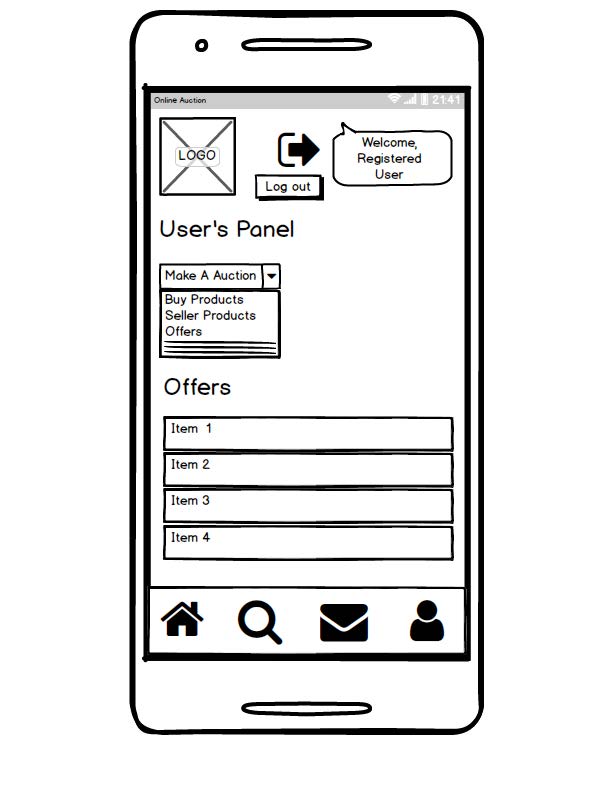 Online Auction
21:41
LOGO
Welcome,
Registered
User
Log out
User's Panel
Make A Auction
Buy Products
Seller Products
Offers
Offers
Item 1
Item 2
Item 3
Item 4